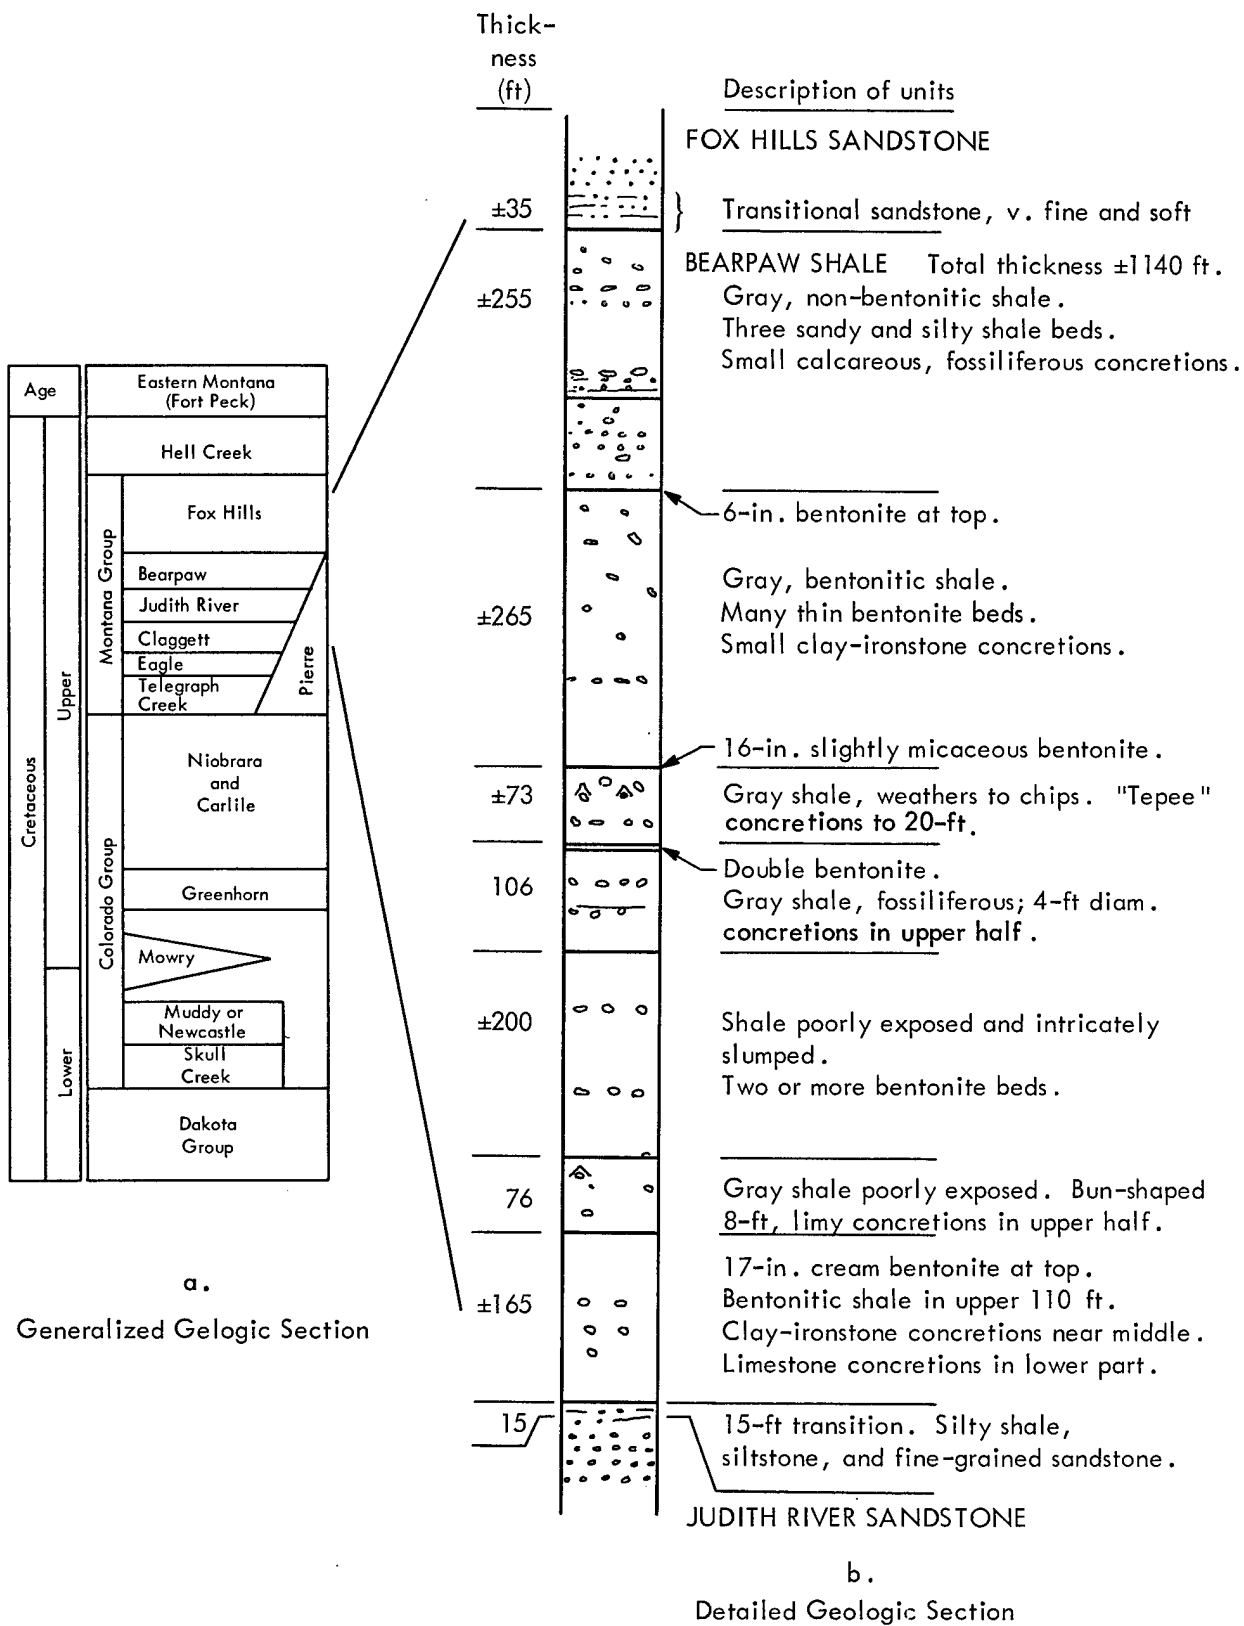 Age
Eastern Montana
(Fort Peck)
Cretaceous
Upper
Lower
Hell Creek
Montana Group
Fox Hills
Bearpaw
Judith River
Claggett
Eagle
Telegraph
Creek
Pierre
Colorado Group
Niobrara
and
Carlile
Greenhorn
Mowry
Muddy or
Newcastle
Skull
Creek
Dakota
Group
a.
Generalized Gelogic Section
Thick-
ness
(ft)
Description of units
FOX HILLS SANDSTONE
±35
Transitional sandstone, v. fine and soft
BEARPAW SHALE Total thickness ±1140 ft.
±255
Gray, non-bentonitic shale.
Three sandy and silty shale beds.
Small calcareous, fossiliferous concretions.
6-in. bentonite at top.
±265
Gray, bentonitic shale.
Many thin bentonite beds.
Small clay-ironstone concretions.
16-in. slightly micaceous bentonite.
±73
Gray shale, weathers to chips. "Tepee"
concretions to 20-ft.
Double bentonite.
106
Gray shale, fossiliferous; 4-ft diam.
concretions in upper half.
±200
Shale poorly exposed and intricately
slumped.
Two or more bentonite beds.
76
Gray shale poorly exposed. Bun-shaped
8-ft, limy concretions in upper half.
17-in. cream bentonite at top.
±165
Bentonitic shale in upper 110 ft.
Clay-ironstone concretions near middle.
Limestone concretions in lower part.
15
15-ft transition. Silty shale,
siltstone, and fine-grained sandstone.
JUDITH RIVER SANDSTONE
b.
Detailed Geologic Section